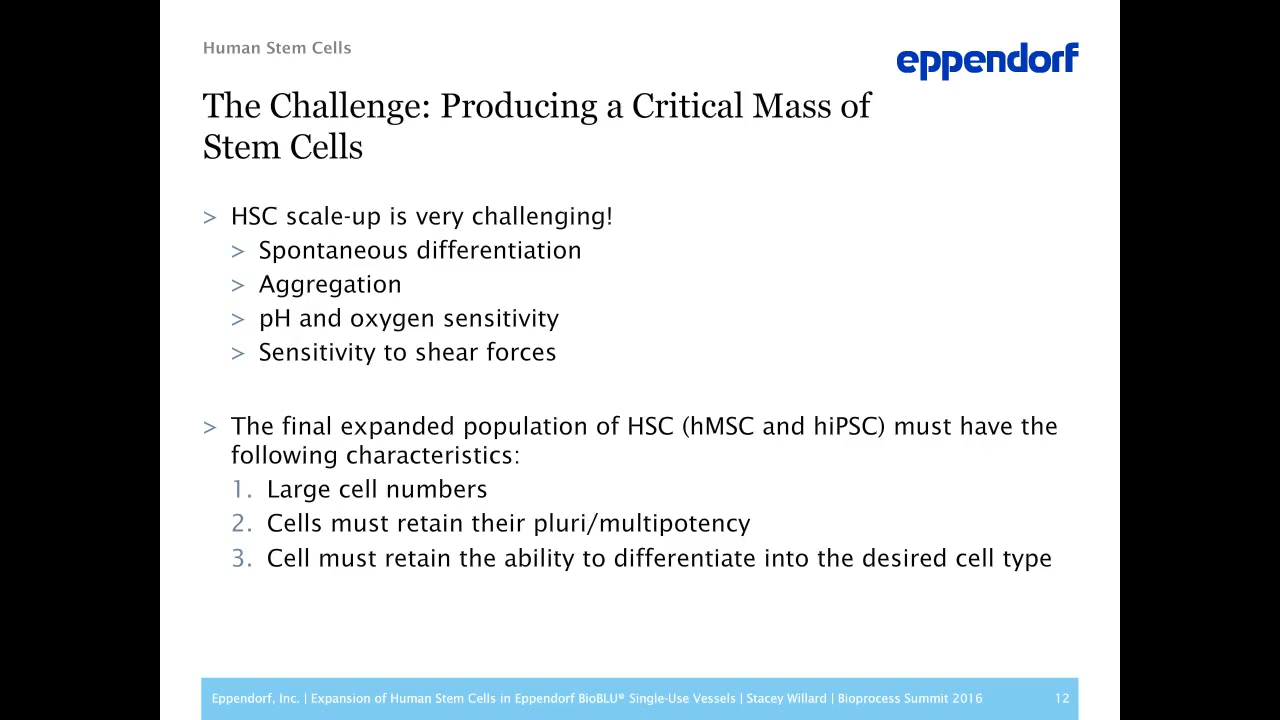 Human Stem Cells
eppendorf
The Challenge: Producing a Critical Mass of
Stem Cells
> HSC scale-up is very challenging!
> Spontaneous differentiation
> Aggregation
> pH and oxygen sensitivity
> Sensitivity to shear forces
> The final expanded population of HSC (hMSC and hiPSC) must have the
following characteristics:
1. Large cell numbers
2. Cells must retain their pluri/multipotency
3. Cell must retain the ability to differentiate into the desired cell type
Eppendorf, Inc. | Expansion of Human Stem Cells in Eppendorf BioBLU® Single-Use Vessels | Stacey Willard | Bioprocess Summit 2016 12